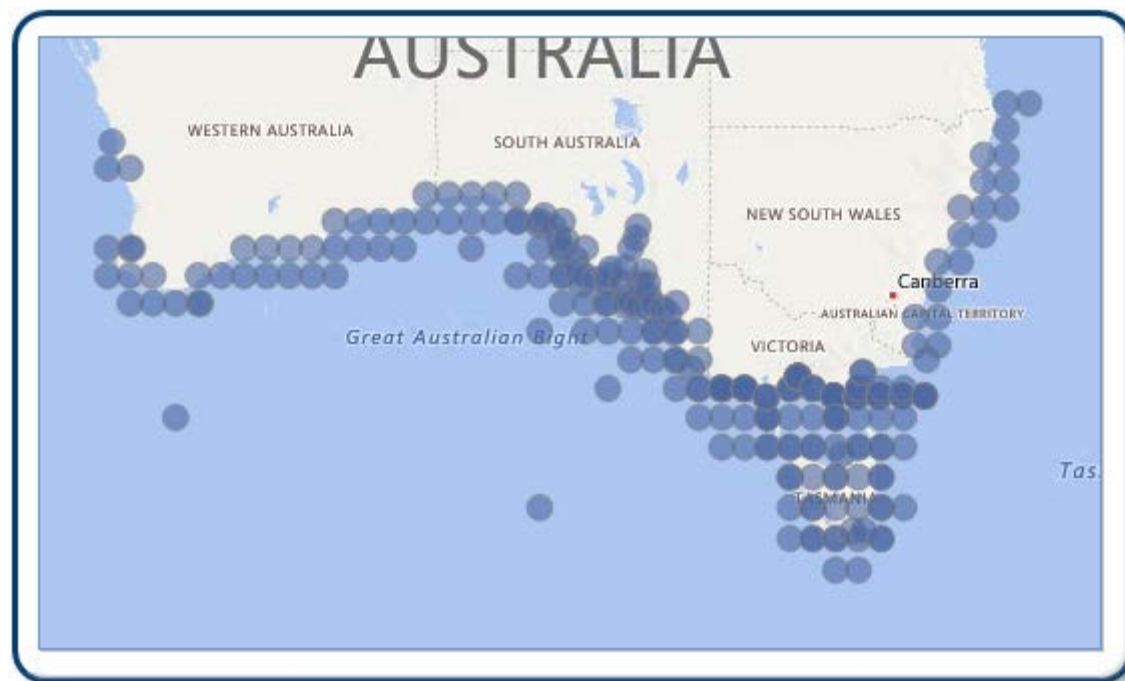 AUSTRALIA
WESTERN AUSTRALIA
SOUTH AUSTRALIA
NEW SOUTH WALES
Canberra
AUSTRALIAN CAPITAL TERRITORY
Great Australian Bight
VICTORIA
Tas
TASMANIA